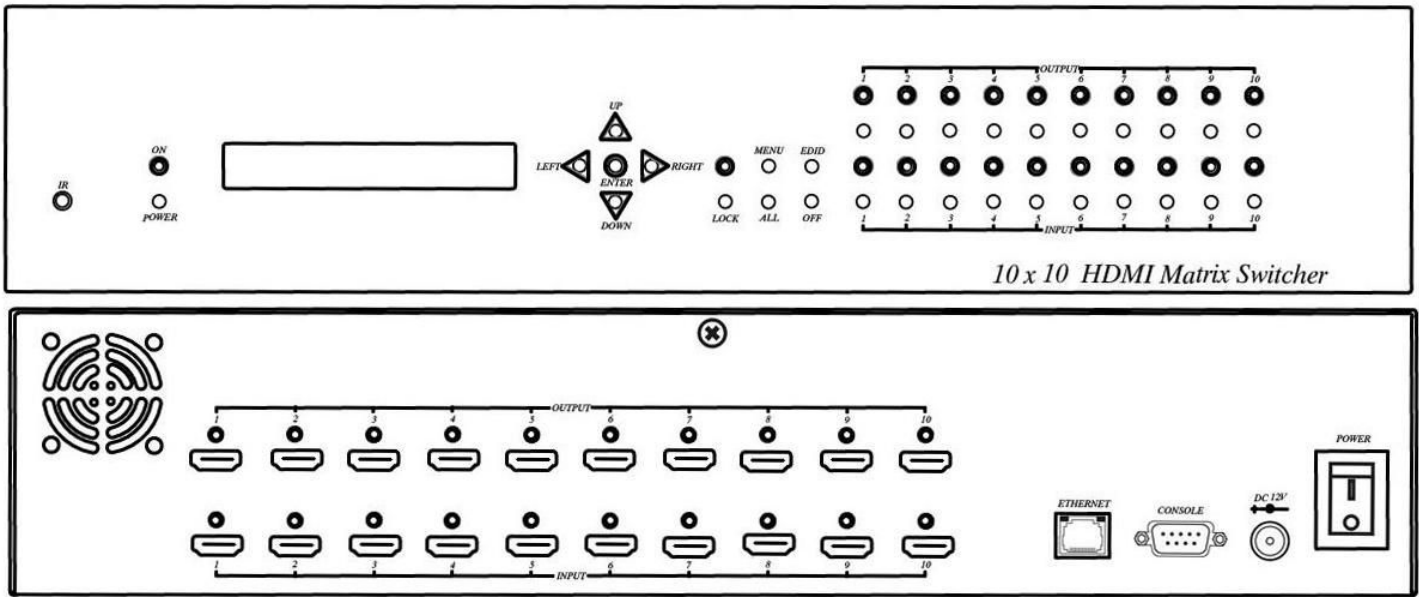 OUTPUT
1 2 3 4 5 6 7 8 9 10
UP
ON
MENU EDID
LEFT RIGHT
ENTER
IR
POWER
DOWN
LOCK ALL OFF
1 2 3 4 5 6 7 8 9 10
INPUT
10 x 10 HDMI Matrix Switcher
OUTPUT
1 2 3 4 5 6 7 8 9 10
POWER
ETHERNET
CONSOLE
DC 12V
1 2 3 4 5 6 7 8 9 10
INPUT